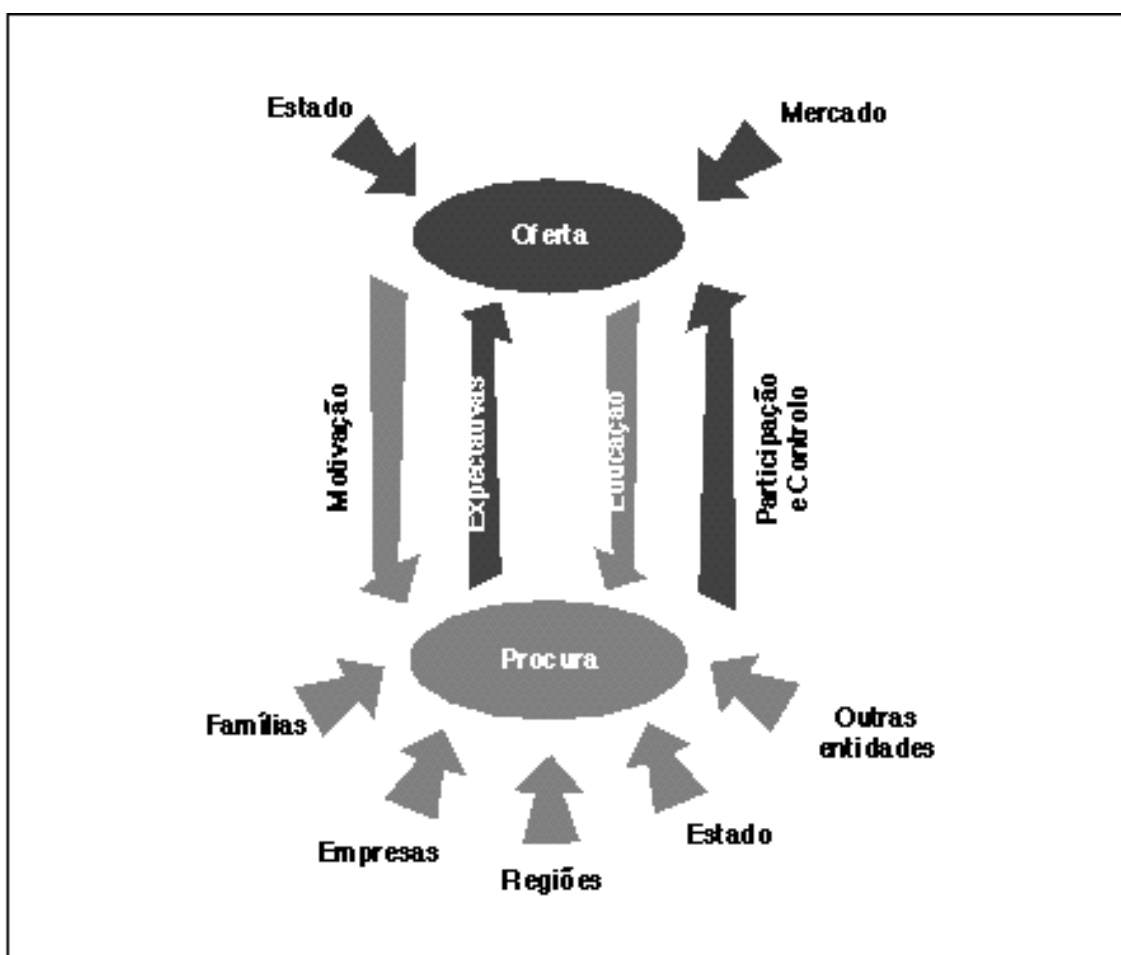 Estado
Mercado
Oferta
Motivação
Expectativas
Educação
Participação
e Controlo
Procura
Famílias
Outras
entidades
Empresas
Estado
Regiões